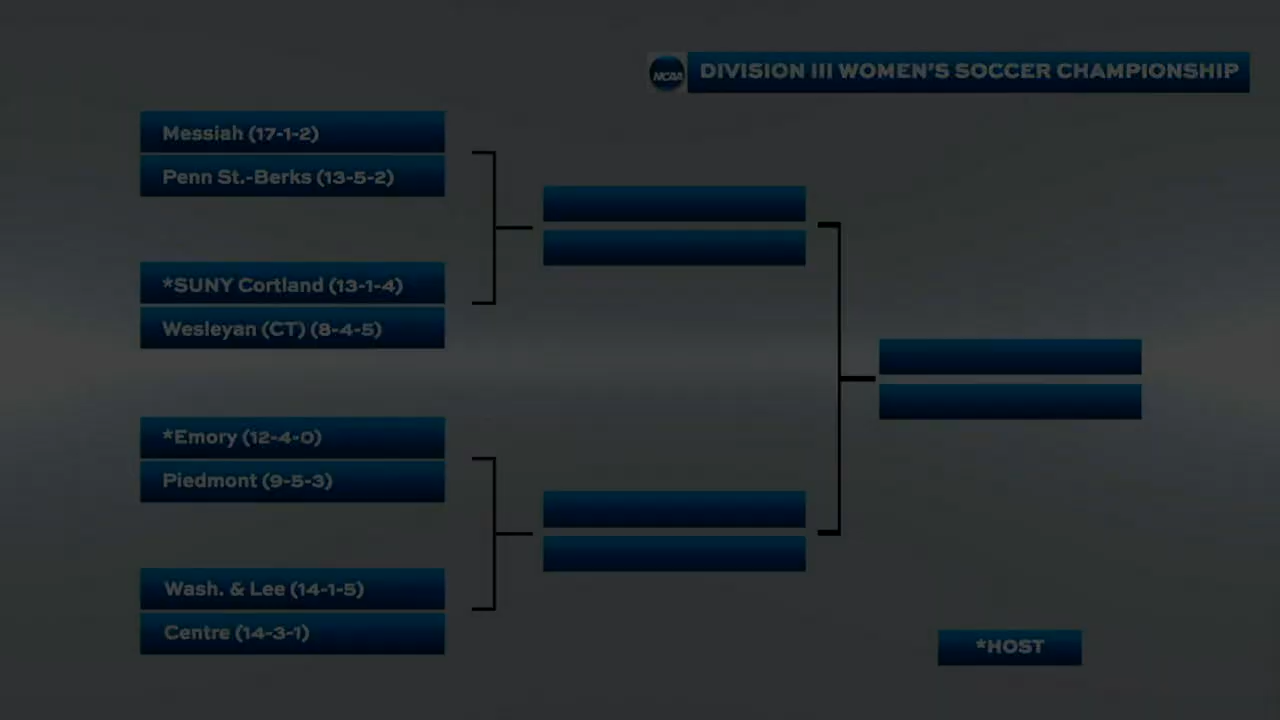 NCAA
DIVISION III WOMEN'S SOCCER CHAMPIONSHIP
Messiah (17-1-2)
Penn St.-Berks (13-5-2)
*SUNY Cortland (13-1-4)
Wesleyan (CT) (8-4-5)
*Emory (12-4-0)
Piedmont (9-5-3)
Wash. & Lee (14-1-5)
Centre (14-3-1)
*HOST